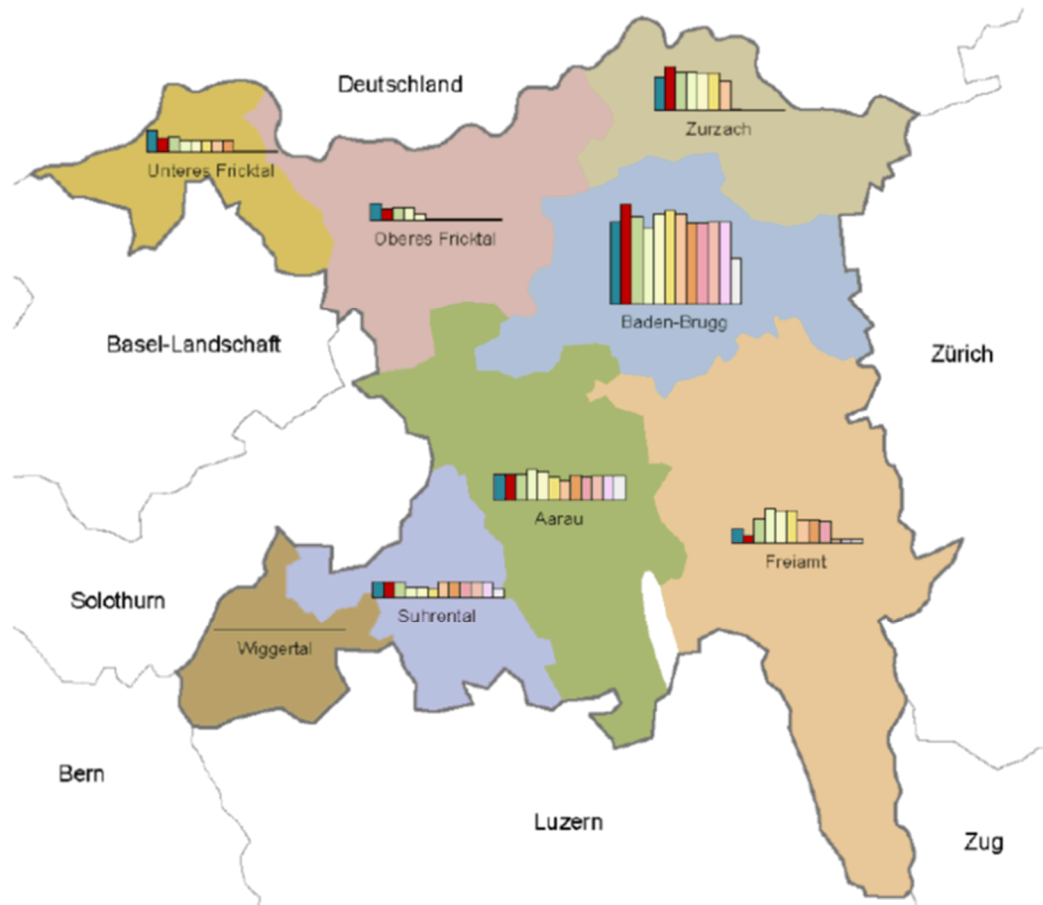 Deutschland
Zurzach
Unteres Fricktal
Oberes Fricktal
Baden-Brugg
Basel-Landschaft
Zürich
Aarau
Freiamt
Solothurn
Suhrental
Wiggertal
Bern
Luzern
Zug